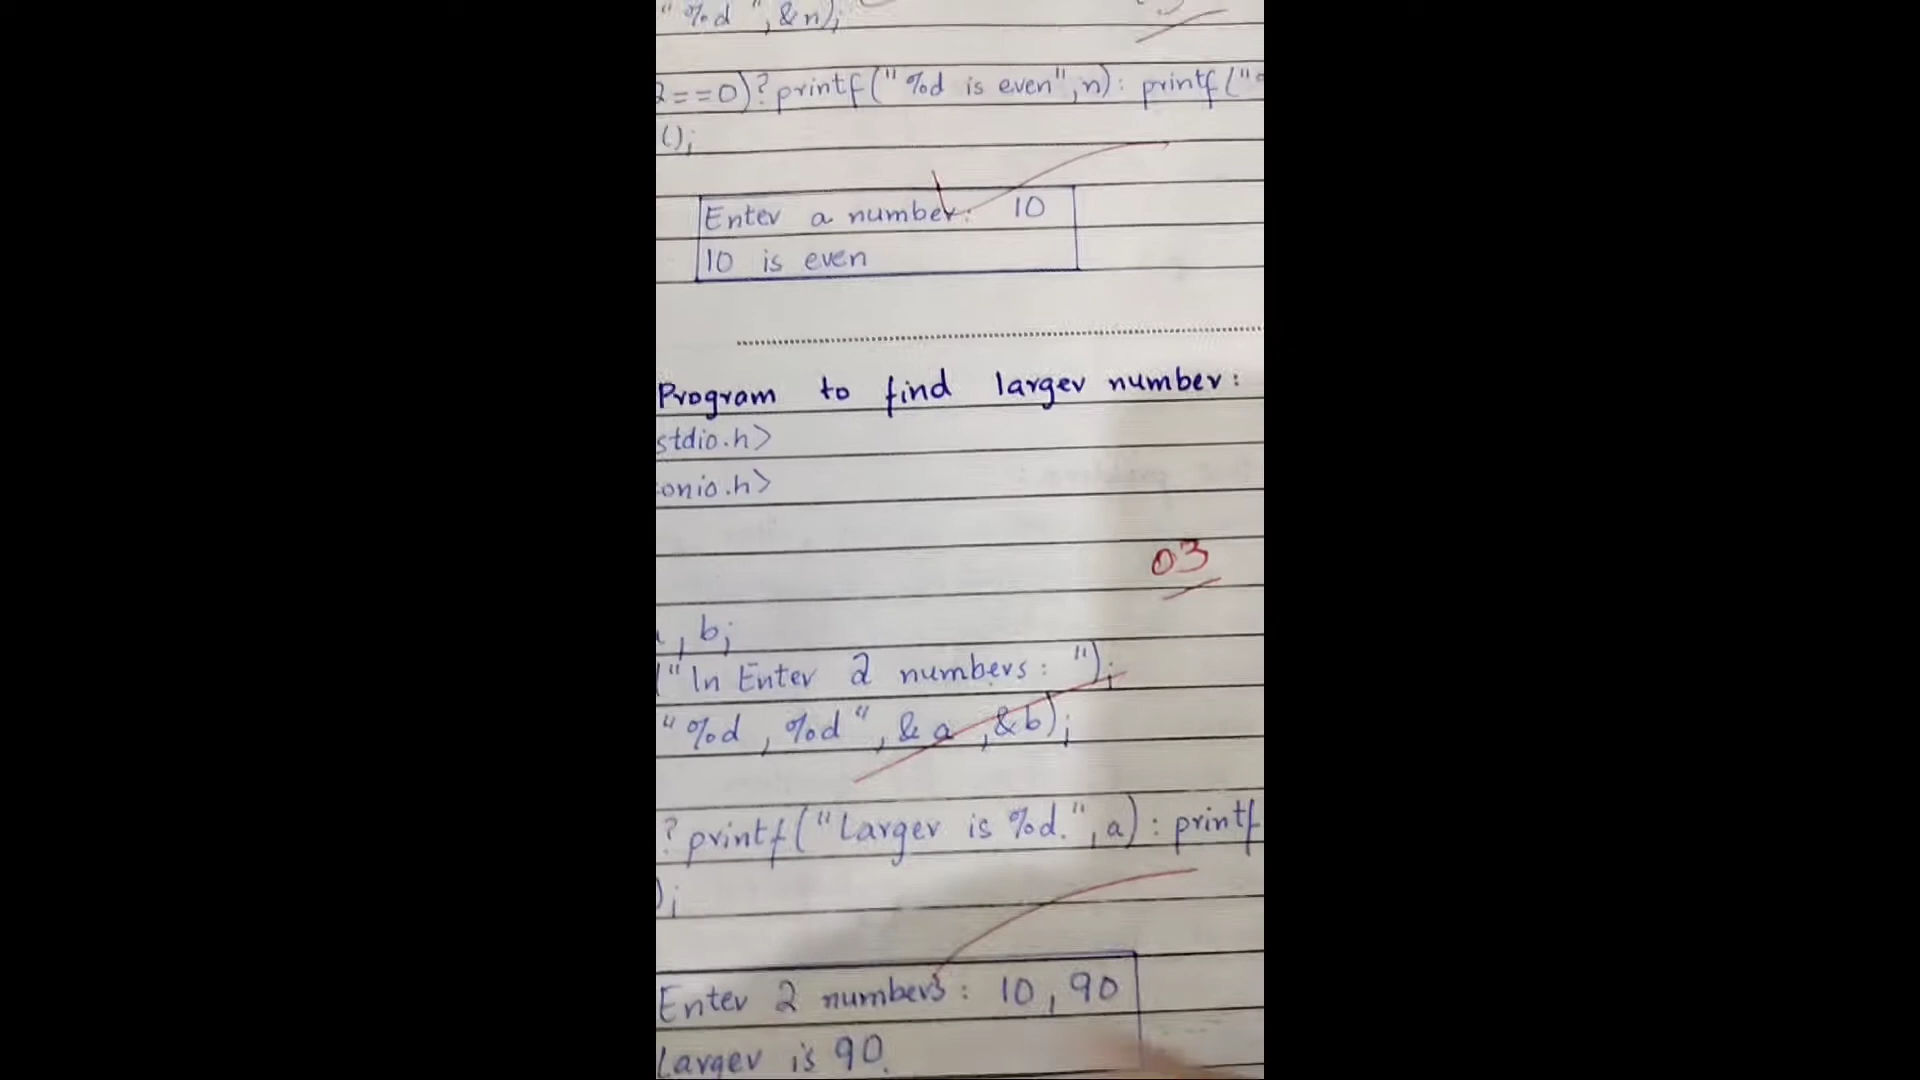 "%d ", &n);
2==0)? printf("%d is even", n): printf("
();
Enter a number: 10
10 is even
Program to find larger number:
stdio.h>
onio.h>
03
, b;
("\n Enter 2 numbers: ");
"%d, %d", &a, &b);
? printf("Larger is %d.", a): printf
);
Enter 2 numbers: 10, 90
Larger is 90.